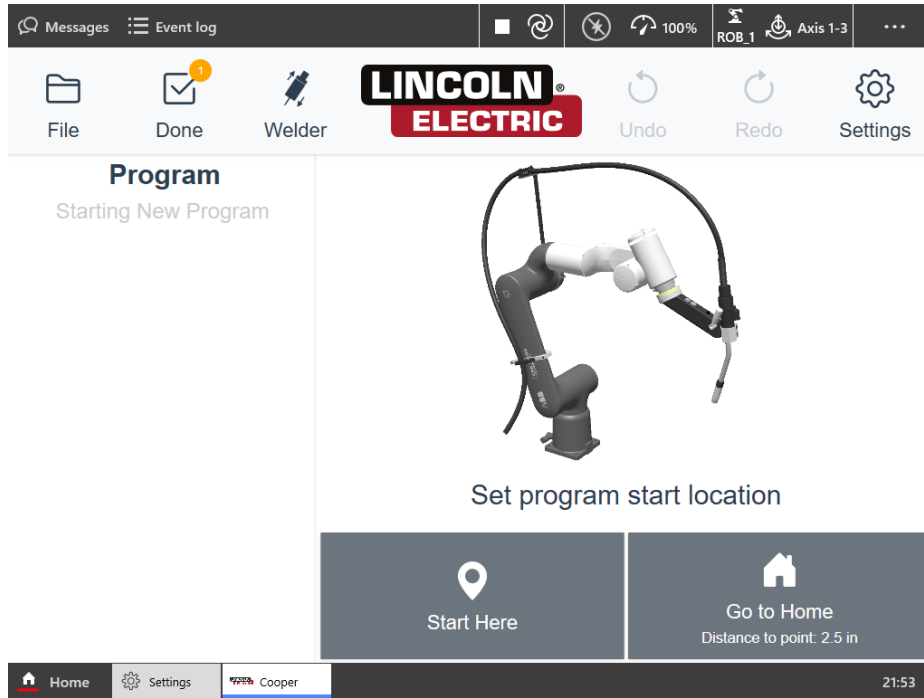 Messages
Event log
100%
ROB_1
Axis 1-3
...
File
1
Done
Welder
LINCOLN ®
ELECTRIC
Undo
Redo
Settings
Program
Starting New Program
ABB
Set program start location
Start Here
Go to Home
Distance to point: 2.5 in
Home
Settings
Cooper
21:53